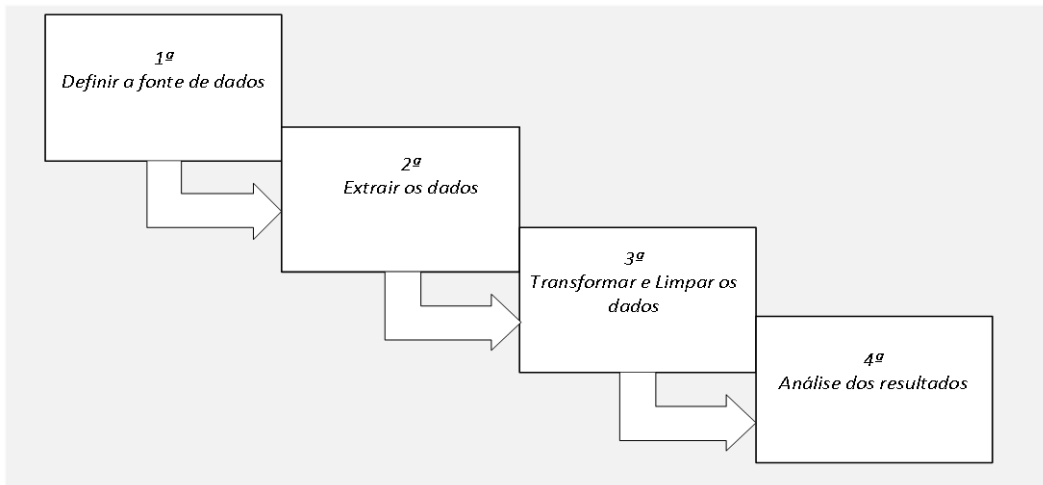 1ª
Definir a fonte de dados
2ª
Extrair os dados
3ª
Transformar e Limpar os
dados
4ª
Análise dos resultados